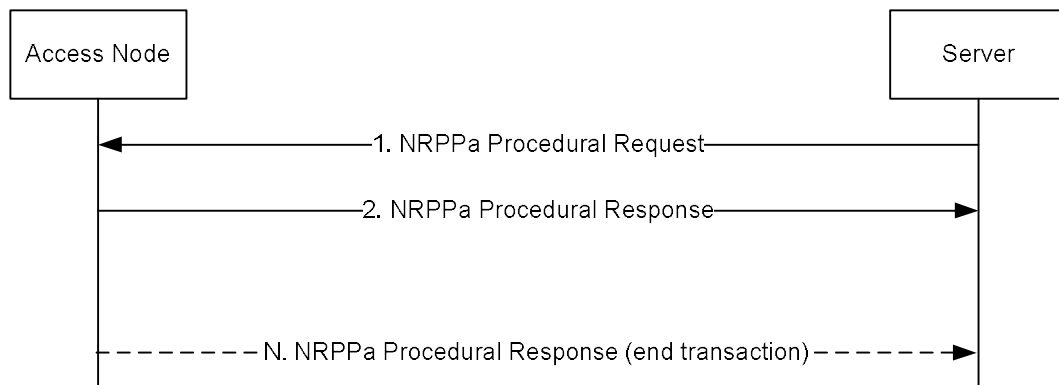 Access Node
Server
1. NRPPa Procedural Request
2. NRPPa Procedural Response
N. NRPPa Procedural Response (end transaction)